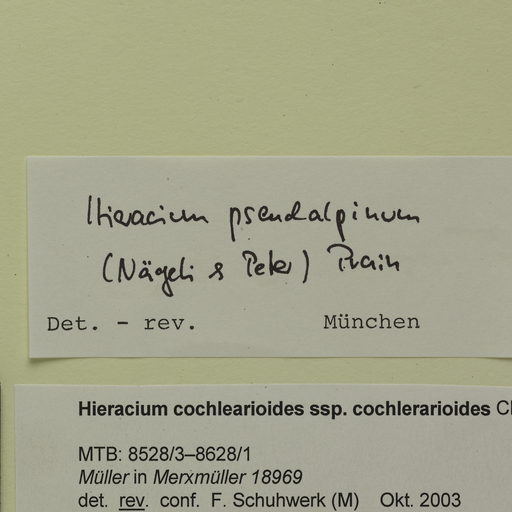 Hieracium pseudalpinum
(Nägeli & Peter) Prain
Det. - rev. München
Hieracium cochlearioides ssp. cochlerarioides
MTB: 8528/3–8628/1
Müller in Merxmüller 18969
det. rev. conf. F. Schuhwerk (M) Okt. 2003